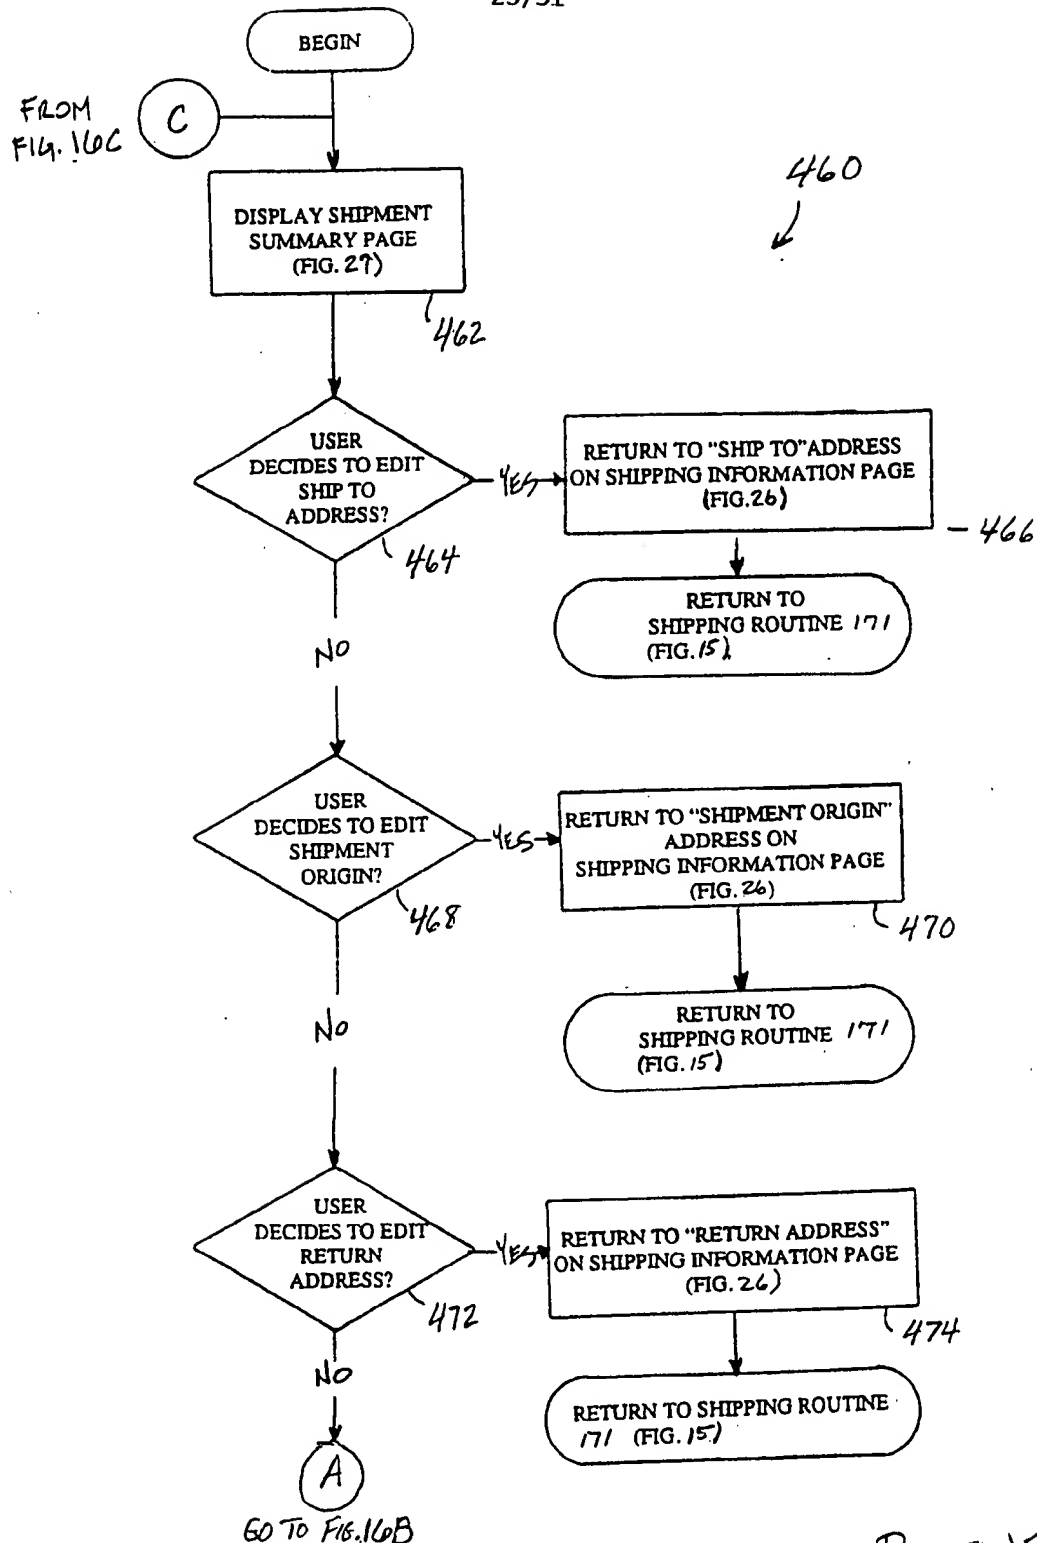 BEGIN
FROM
FIG. 16C
C
460
DISPLAY SHIPMENT
SUMMARY PAGE
(FIG. 27)
462
USER
DECIDES TO EDIT
SHIP TO
ADDRESS?
464
YES
RETURN TO "SHIP TO" ADDRESS
ON SHIPPING INFORMATION PAGE
(FIG. 26)
466
RETURN TO
SHIPPING ROUTINE 171
(FIG. 15)
NO
USER
DECIDES TO EDIT
SHIPMENT
ORIGIN?
468
YES
RETURN TO "SHIPMENT ORIGIN"
ADDRESS ON
SHIPPING INFORMATION PAGE
(FIG. 26)
470
RETURN TO
SHIPPING ROUTINE 171
(FIG. 15)
NO
USER
DECIDES TO EDIT
RETURN
ADDRESS?
472
YES
RETURN TO "RETURN ADDRESS"
ON SHIPPING INFORMATION PAGE
(FIG. 26)
474
RETURN TO SHIPPING ROUTINE
171 (FIG. 15)
NO
A
GO TO FIG. 16B